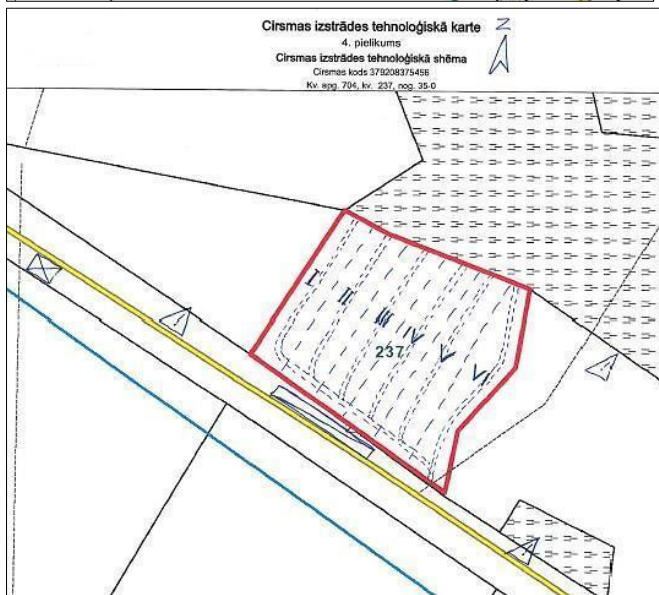 Cirsmas izstrādes tehnoloģiskā karte
Z
4. pielikums
Cirsmas izstrādes tehnoloģiskā shēma
Cirsmas kods 379208375456
Kv. apg. 704, kv. 237, nog. 35-0
I
II
III
IV
V
VI
237